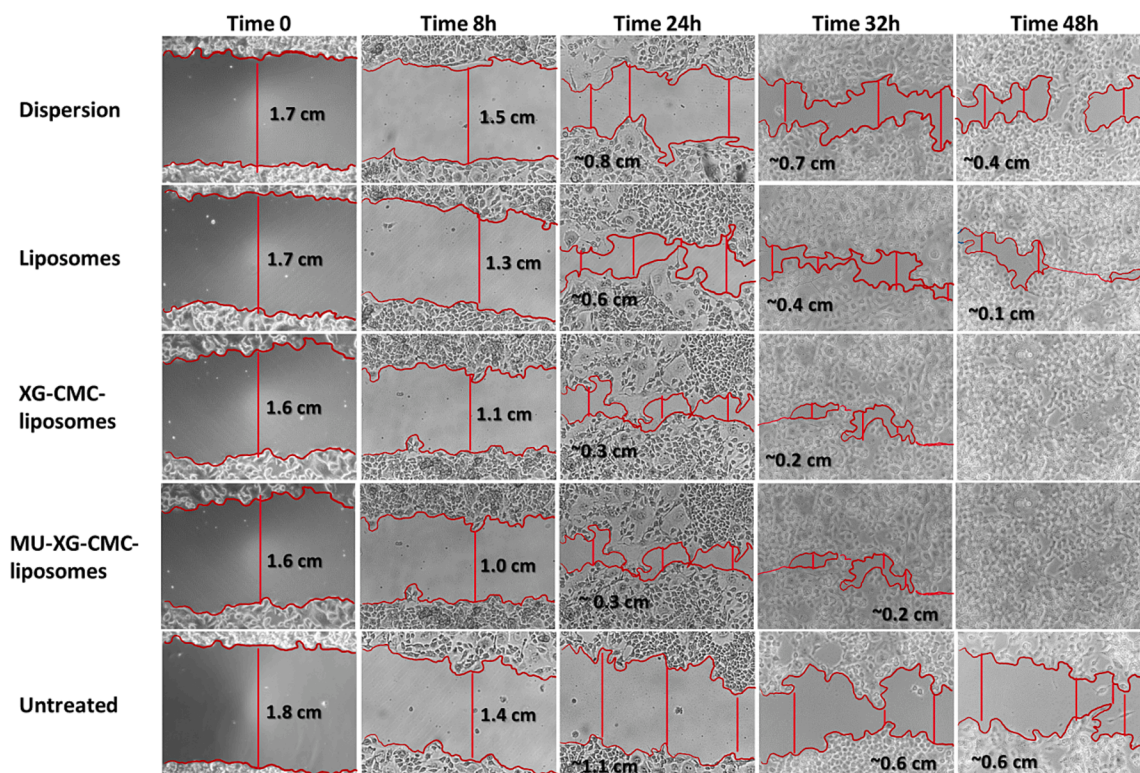 Time 0 Time 8h Time 24h Time 32h Time 48h
Dispersion
1.7 cm 1.5 cm ~0.8 cm ~0.7 cm ~0.4 cm
Liposomes
1.7 cm 1.3 cm ~0.6 cm ~0.4 cm ~0.1 cm
XG-CMC-
liposomes
1.6 cm 1.1 cm ~0.3 cm ~0.2 cm
MU-XG-CMC-
liposomes
1.6 cm 1.0 cm ~0.3 cm ~0.2 cm
Untreated
1.8 cm 1.4 cm ~1.1 cm ~0.6 cm ~0.6 cm